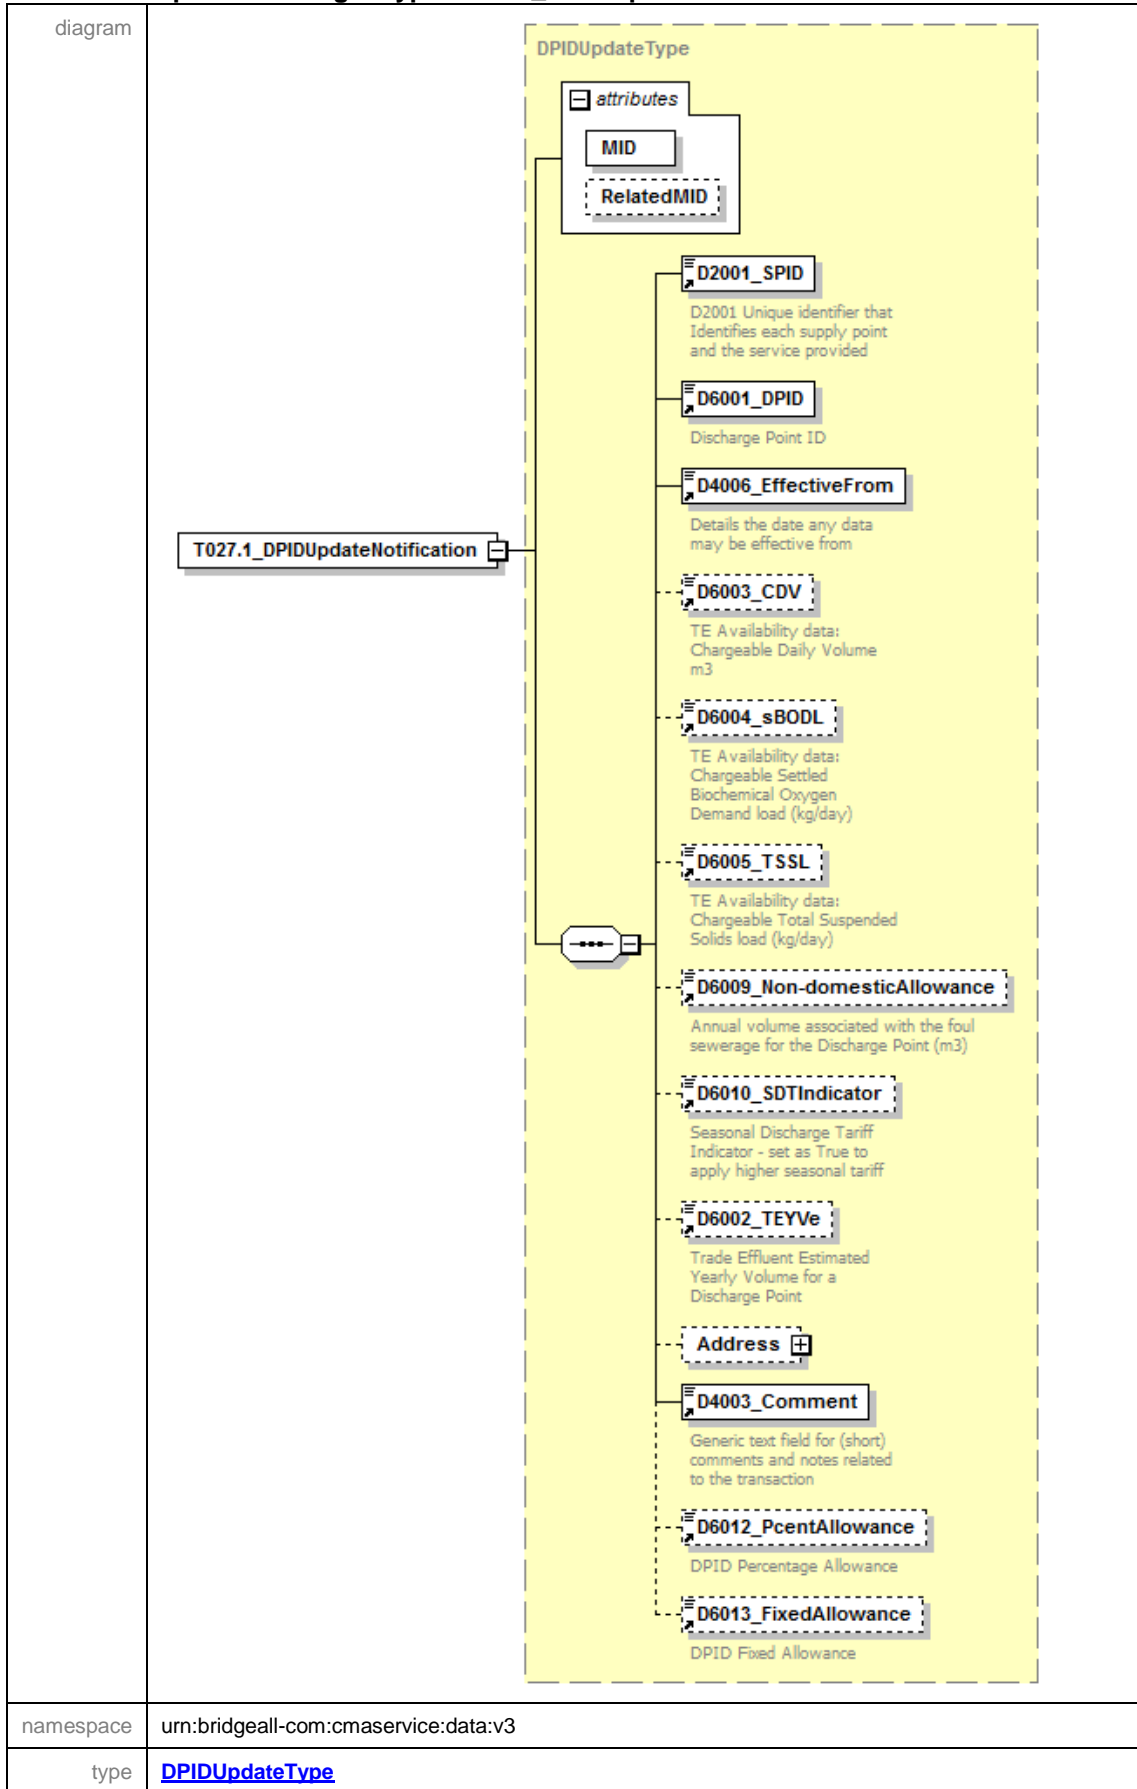 diagram
DPIDUpdateType
attributes
MID
RelatedMID
D2001_SPID
D2001 Unique identifier that
Identifies each supply point
and the service provided
D6001_DPID
Discharge Point ID
D4006_EffectiveFrom
Details the date any data
may be effective from
T027.1_DPIDUpdateNotification
D6003_CDV
TE Availability data:
Chargeable Daily Volume
m3
D6004_sBODL
TE Availability data:
Chargeable Settled
Biochemical Oxygen
Demand load (kg/day)
D6005_TSSL
TE Availability data:
Chargeable Total Suspended
Solids load (kg/day)
D6009_Non-domesticAllowance
Annual volume associated with the foul
sewerage for the Discharge Point (m3)
D6010_SDTIndicator
Seasonal Discharge Tariff
Indicator - set as True to
apply higher seasonal tariff
D6002_TEYVe
Trade Effluent Estimated
Yearly Volume for a
Discharge Point
Address
D4003_Comment
Generic text field for (short)
comments and notes related
to the transaction
D6012_PcentAllowance
DPID Percentage Allowance
D6013_FixedAllowance
DPID Fixed Allowance
namespace urn:bridgeall-com:cmaservice:data:v3
type DPIDUpdateType